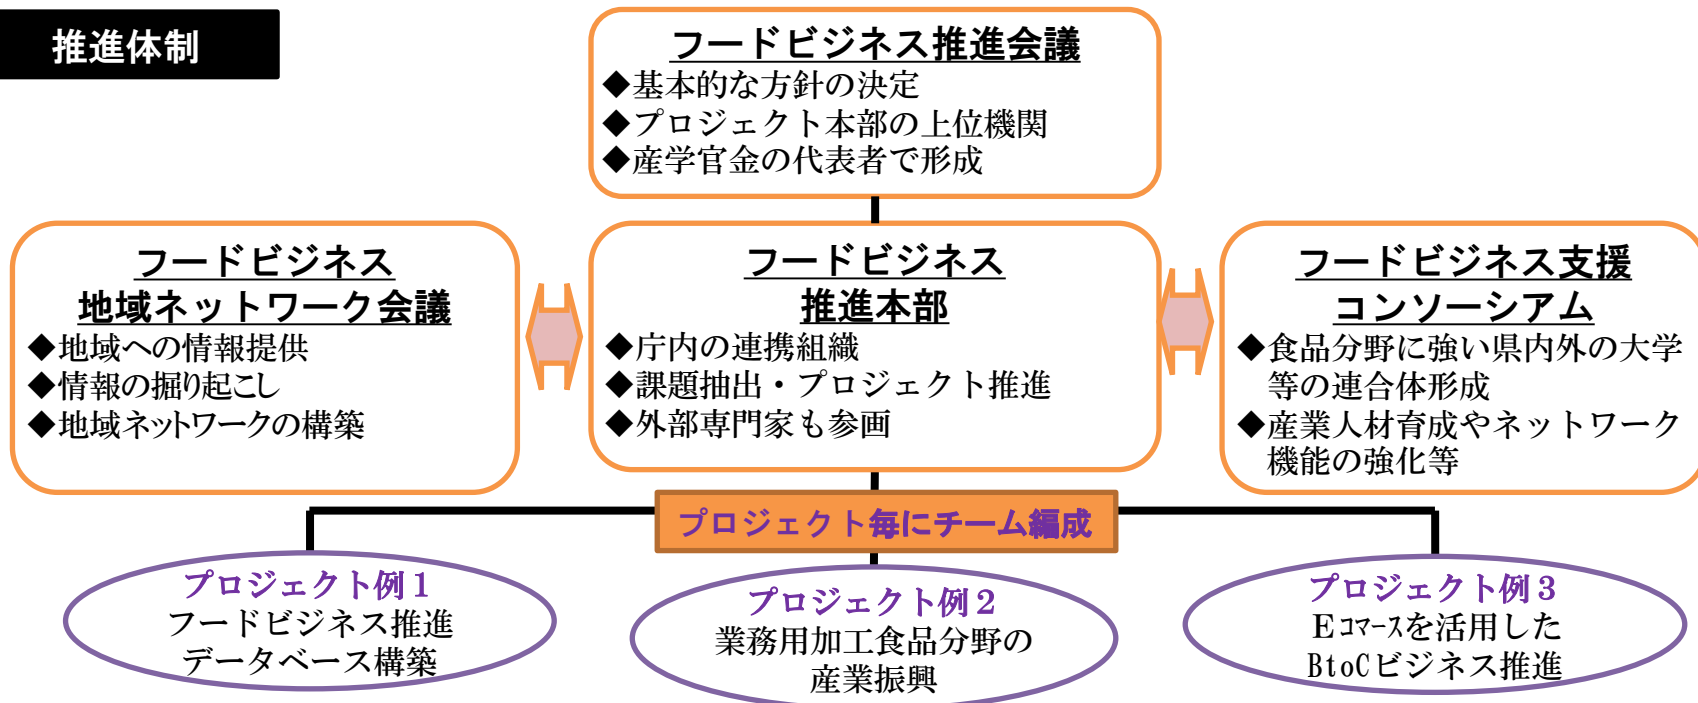 推進体制
フードビジネス推進会議
◆基本的な方針の決定
◆プロジェクト本部の上位機関
◆産学官金の代表者で形成
フードビジネス
地域ネットワーク会議
◆地域への情報提供
◆情報の掘り起こし
◆地域ネットワークの構築
フードビジネス
推進本部
◆庁内の連携組織
◆課題抽出・プロジェクト推進
◆外部専門家も参画
フードビジネス支援
コンソーシアム
◆食品分野に強い県内外の大学
等の連合体形成
◆産業人材育成やネットワーク
機能の強化等
プロジェクト毎にチーム編成
プロジェクト例１
フードビジネス推進
データベース構築
プロジェクト例２
業務用加工食品分野の
産業振興
プロジェクト例３
Ｅコマースを活用した
BtoCビジネス推進